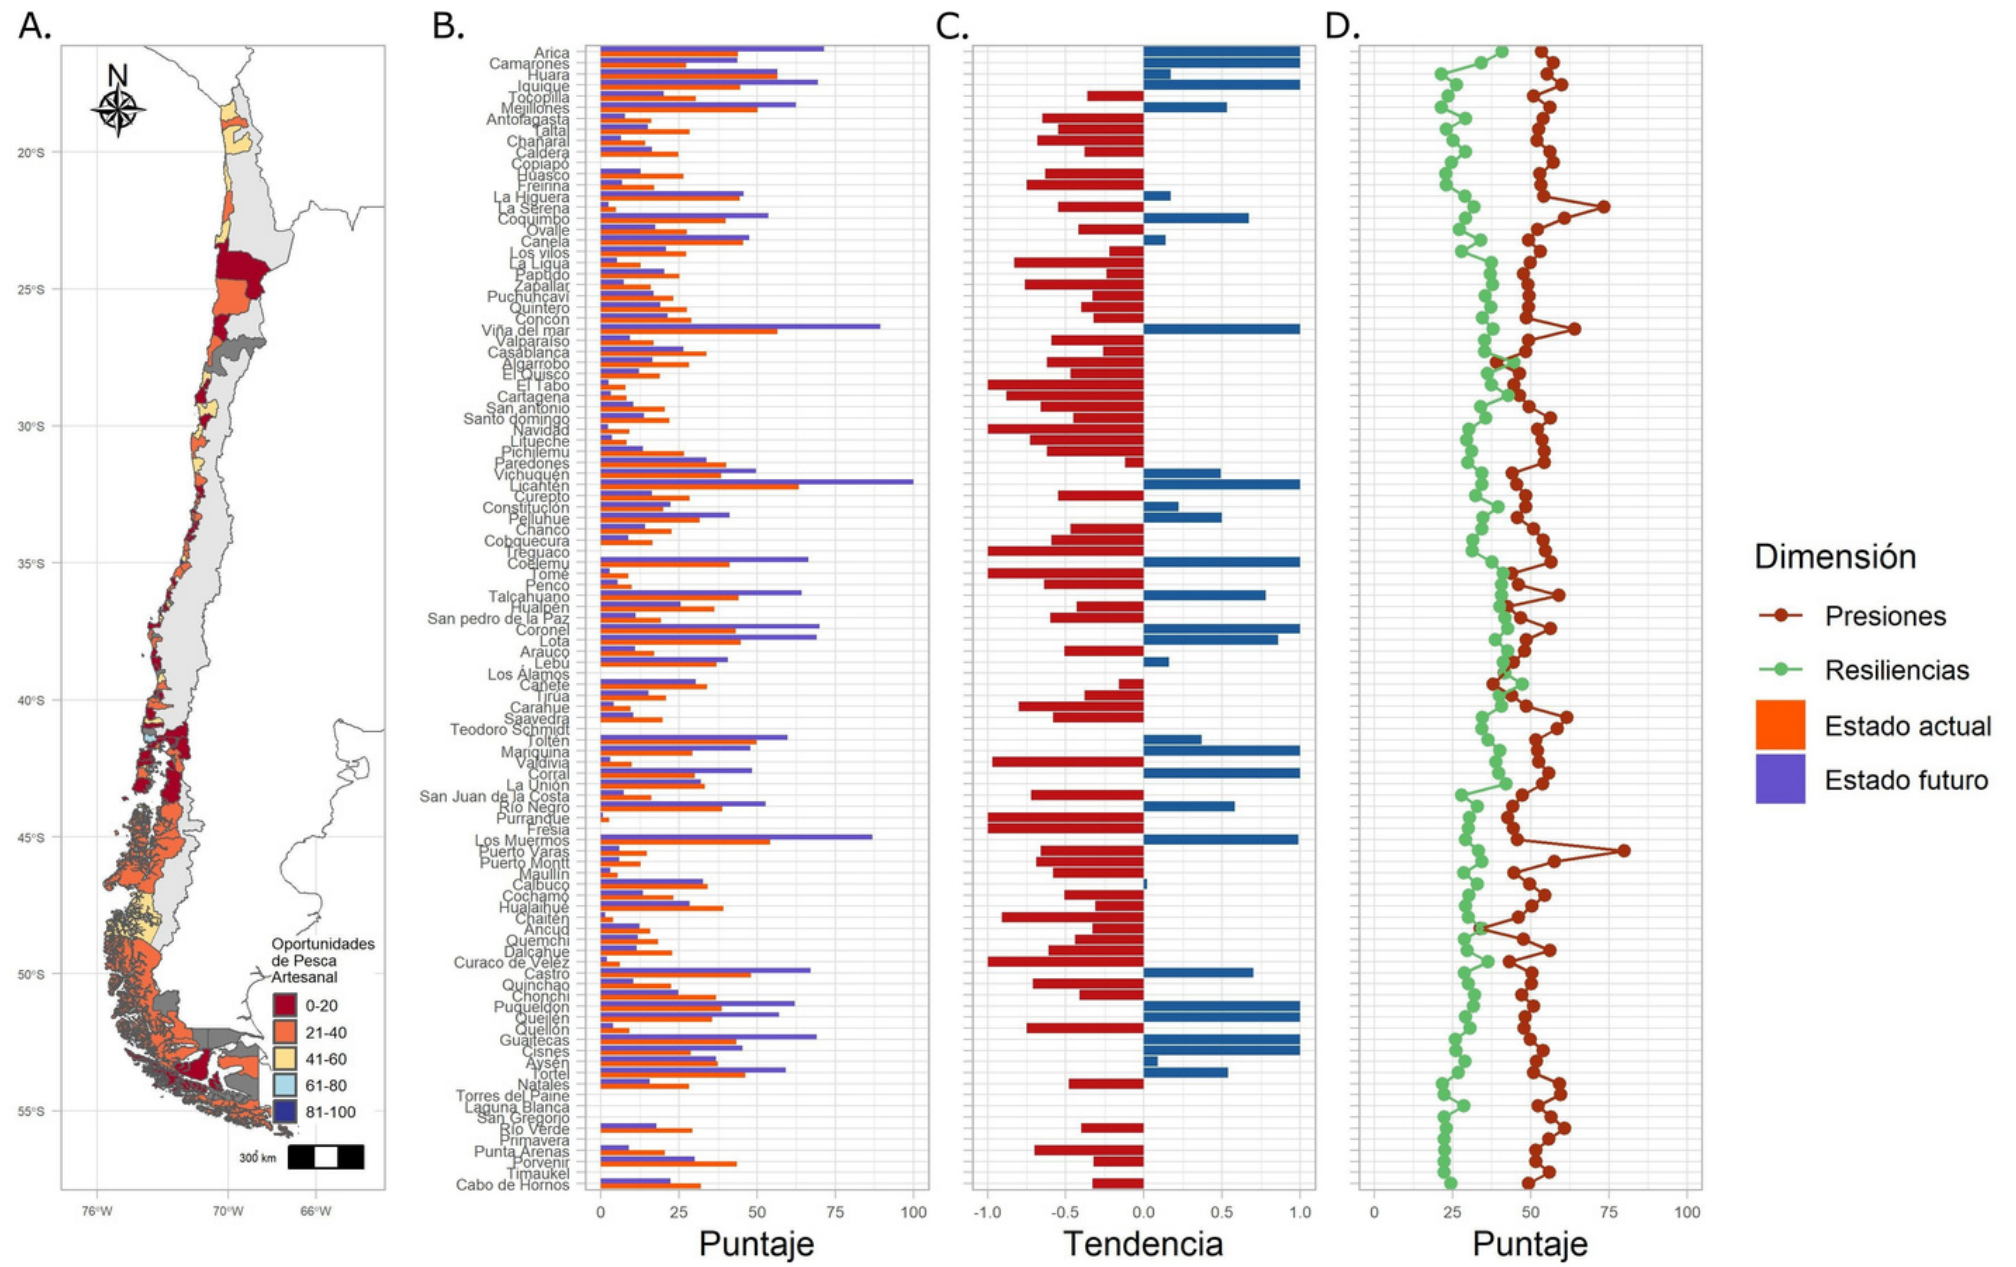 A.
B.
C.
D.
N
20°S
25°S
30°S
35°S
40°S
45°S
50°S
55°S
76°W
70°W
66°W
Oportunidades
de Pesca
Artesanal
0-20
21-40
41-60
61-80
81-100
300 km
Arica
Camarones
Huara
Iquique
Tocopilla
Mejillones
Antofagasta
Taltal
Chañaral
Caldera
Copiapó
Huasco
Freirina
La Higuera
La Serena
Coquimbo
Ovalle
Canela
Los vilos
La Ligua
Papudo
Zapallar
Puchuncaví
Quintero
Concón
Viña del mar
Valparaíso
Casablanca
Algarrobo
El Quisco
El Tabo
Cartagena
San antonio
Santo domingo
Navidad
Litueche
Pichilemu
Paredones
Vichuquén
Licantén
Curepto
Constitución
Pelluhue
Chanco
Cobquecura
Treguaco
Coelemu
Tomé
Penco
Talcahuano
Hualpén
San pedro de la Paz
Coronel
Lota
Arauco
Lebú
Los Álamos
Cañete
Tirúa
Carahue
Saavedra
Teodoro Schmidt
Toltén
Mariquina
Valdivia
Corral
La Unión
San Juan de la Costa
Río Negro
Purranque
Fresia
Los Muermos
Puerto Varas
Puerto Montt
Maullín
Calbuco
Cochamó
Hualaihué
Chaitén
Ancud
Quemchi
Dalcahue
Curaco de Vélez
Castro
Quinchao
Chonchi
Puqueldón
Queilén
Quellón
Guaitecas
Cisnes
Aysén
Tortel
Natales
Torres del Paine
Laguna Blanca
San Gregorio
Río Verde
Primavera
Punta Arenas
Porvenir
Timaukel
Cabo de Hornos
0 25 50 75 100
Puntaje
-1.0 -0.5 0.0 0.5 1.0
Tendencia
0 25 50 75 100
Puntaje
Dimensión
Presiones
Resiliencias
Estado actual
Estado futuro